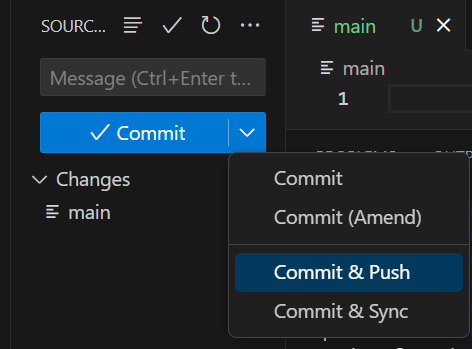 SOURC...
main U
Message (Ctrl+Enter t...
main
1
Commit
Changes
main
Commit
Commit (Amend)
Commit & Push
Commit & Sync